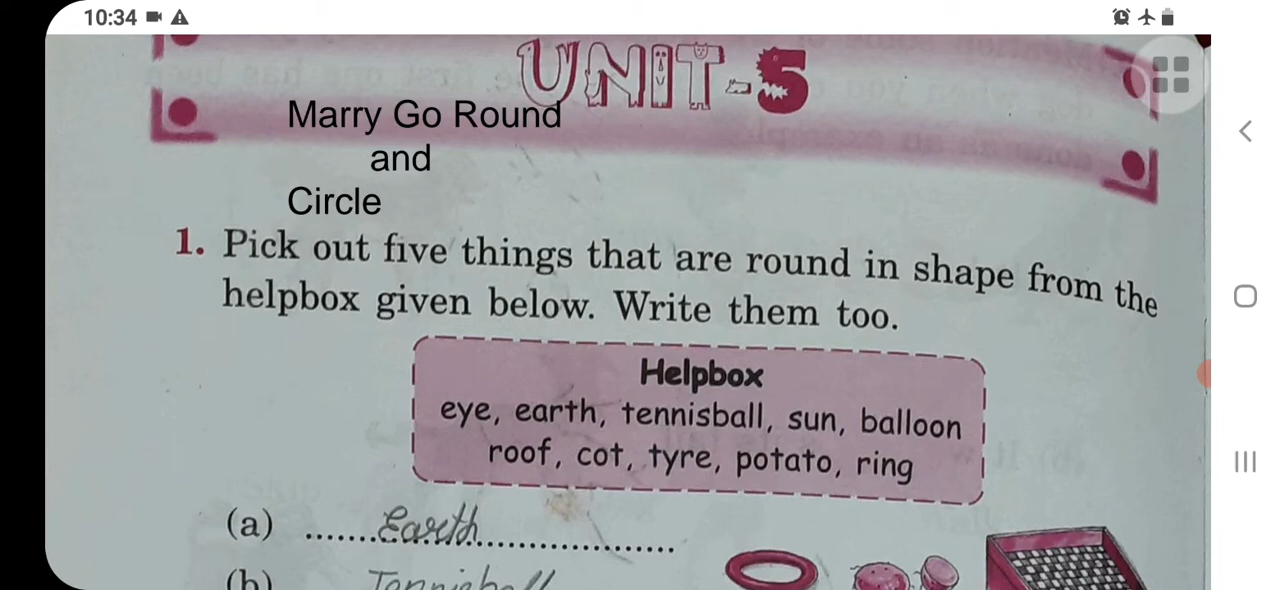 10:34
UNIT-5
Marry Go Round
and
Circle
1. Pick out five things that are round in shape from the
helpbox given below. Write them too.
Helpbox
eye, earth, tennisball, sun, balloon
roof, cot, tyre, potato, ring
(a) .......Earth......................
(b) Tennisball